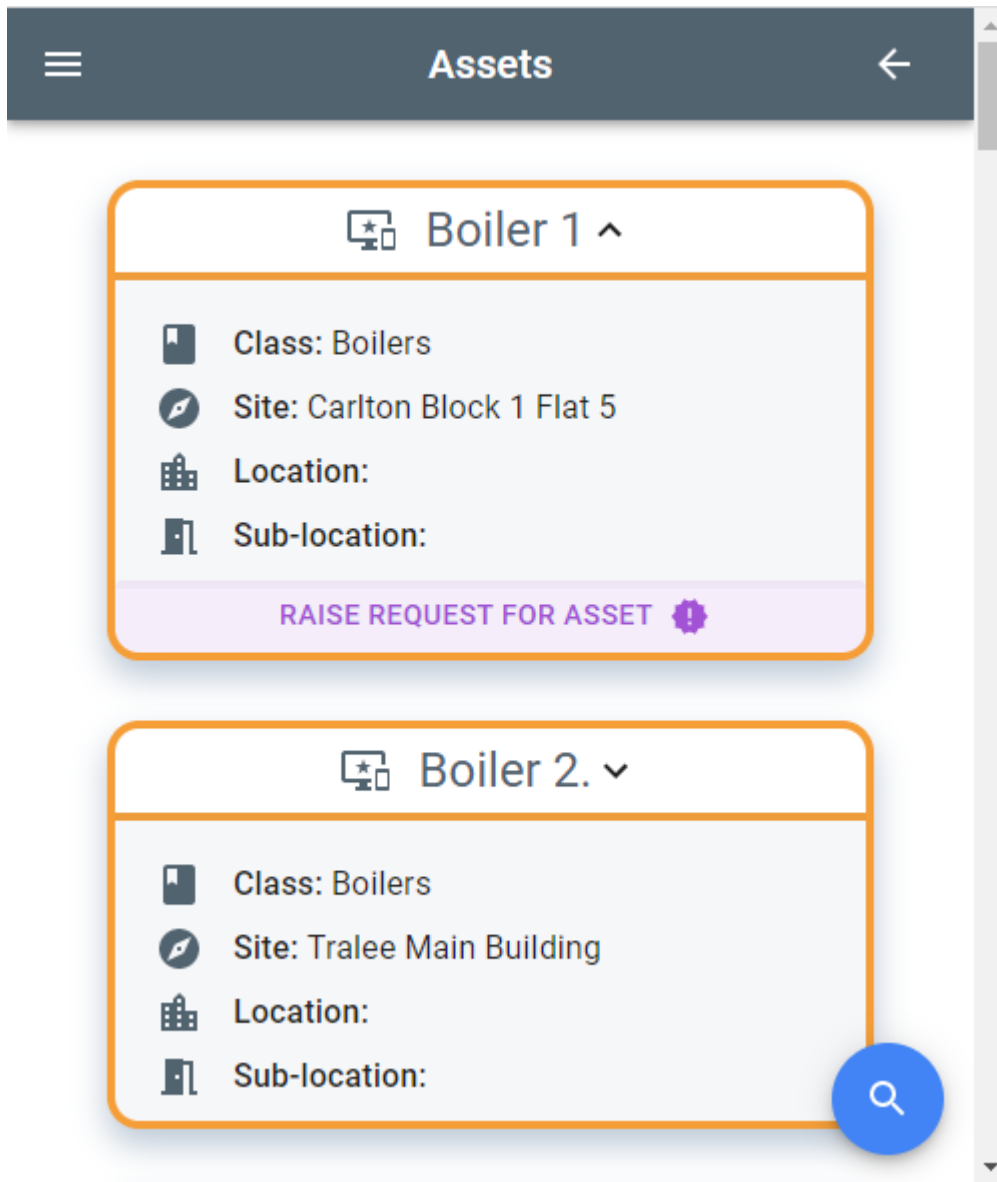 Assets
Boiler 1
Class: Boilers
Site: Carlton Block 1 Flat 5
Location:
Sub-location:
RAISE REQUEST FOR ASSET
Boiler 2.
Class: Boilers
Site: Tralee Main Building
Location:
Sub-location: